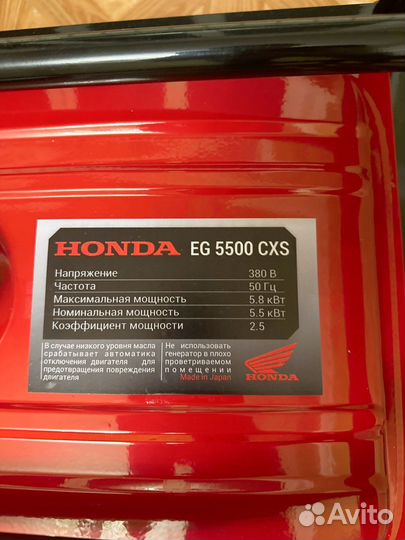 HONDA EG 5500 CXS
Напряжение 380 В
Частота 50 Гц
Максимальная мощность 5.8 кВт
Номинальная мощность 5.5 кВт
Коэффициент мощности 2.5
В случае низкого уровня масла
срабатывает автоматика
отключения двигателя для
предотвращения повреждения
двигателя
Не использовать
генератор в плохо
проветриваемом
помещении
Made in Japan
HONDA
Avito